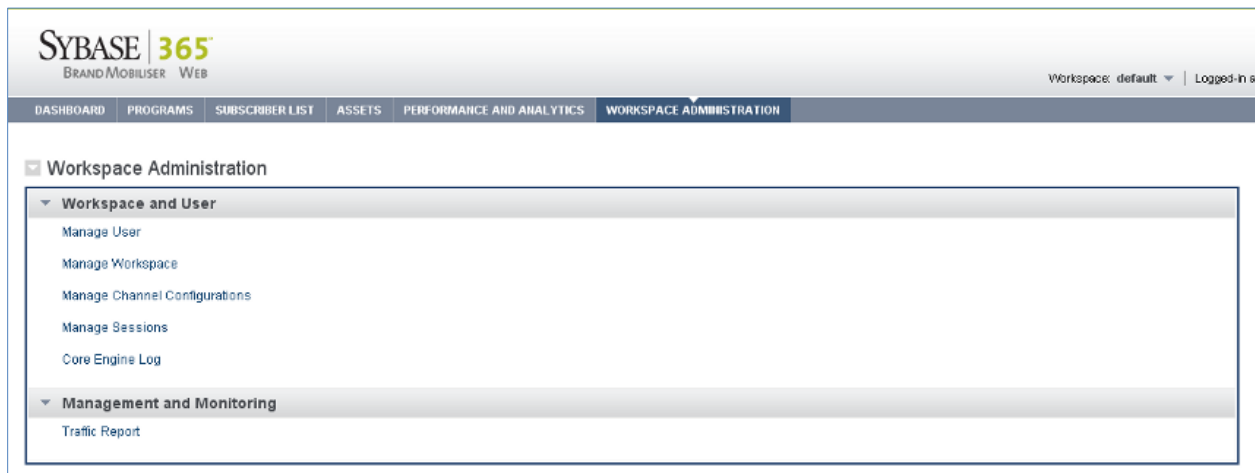 SYBASE | 365
BRAND MOBILISER WEB
Workspace: default | Logged-in
DASHBOARD PROGRAMS SUBSCRIBER LIST ASSETS PERFORMANCE AND ANALYTICS WORKSPACE ADMINISTRATION
Workspace Administration
Workspace and User
Manage User
Manage Workspace
Manage Channel Configurations
Manage Sessions
Core Engine Log
Management and Monitoring
Traffic Report